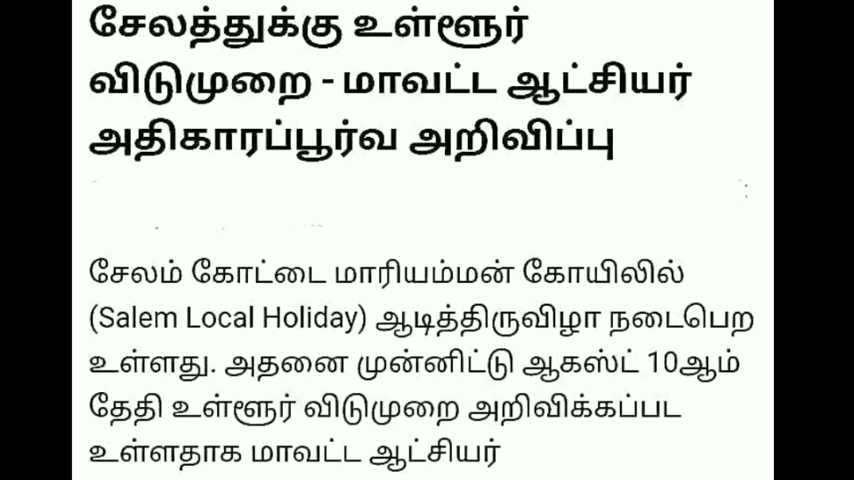 சேலத்துக்கு உள்ளூர்
விடுமுறை - மாவட்ட ஆட்சியர்
அதிகாரப்பூர்வ அறிவிப்பு
சேலம் கோட்டை மாரியம்மன் கோயிலில்
(Salem Local Holiday) ஆடித்திருவிழா நடைபெற
உள்ளது. அதனை முன்னிட்டு ஆகஸ்ட் 10ஆம்
தேதி உள்ளூர் விடுமுறை அறிவிக்கப்பட
உள்ளதாக மாவட்ட ஆட்சியர்